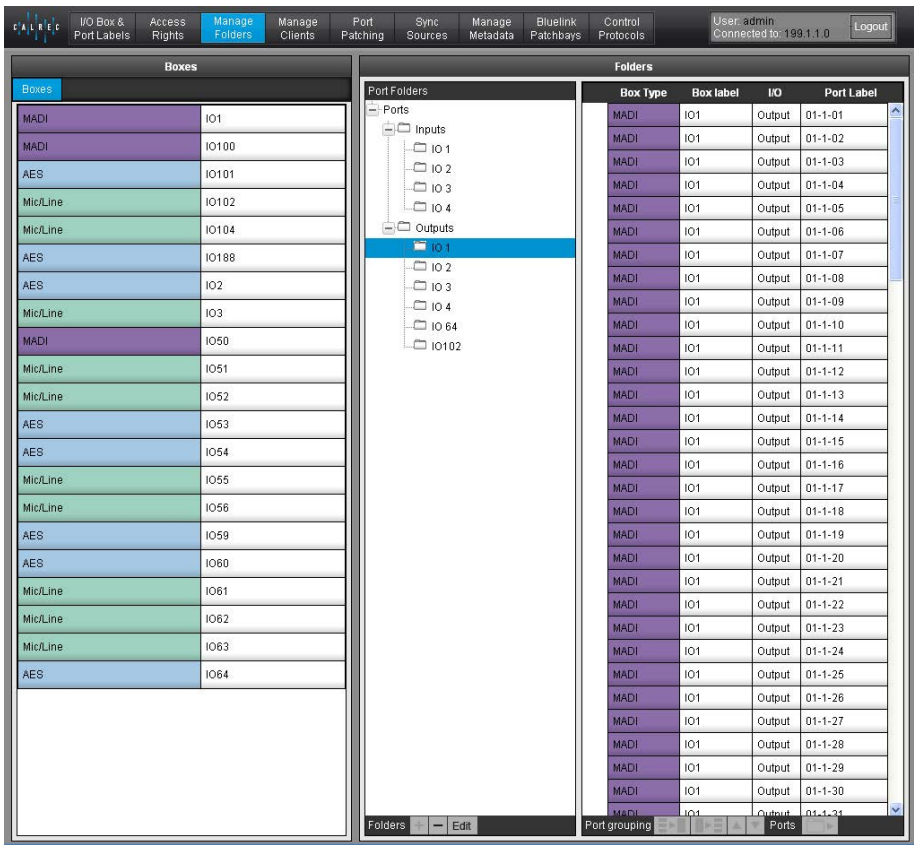 CALREC
I/O Box & Port Labels
Access Rights
Manage Folders
Manage Clients
Port Patching
Sync Sources
Manage Metadata
Bluelink Patchbays
Control Protocols
User: admin
Connected to: 199.1.1.0
Logout
Boxes
Boxes
MADI IO1
MADI IO100
AES IO101
Mic/Line IO102
Mic/Line IO104
AES IO188
AES IO2
Mic/Line IO3
MADI IO50
Mic/Line IO51
Mic/Line IO52
AES IO53
AES IO54
Mic/Line IO55
Mic/Line IO56
AES IO59
AES IO60
Mic/Line IO61
Mic/Line IO62
Mic/Line IO63
AES IO64
Folders
Port Folders
Ports
Inputs
IO 1
IO 2
IO 3
IO 4
Outputs
IO 1
IO 2
IO 3
IO 4
IO 64
IO102
Folders + − Edit
Box Type Box label I/O Port Label
MADI IO1 Output 01-1-01
MADI IO1 Output 01-1-02
MADI IO1 Output 01-1-03
MADI IO1 Output 01-1-04
MADI IO1 Output 01-1-05
MADI IO1 Output 01-1-06
MADI IO1 Output 01-1-07
MADI IO1 Output 01-1-08
MADI IO1 Output 01-1-09
MADI IO1 Output 01-1-10
MADI IO1 Output 01-1-11
MADI IO1 Output 01-1-12
MADI IO1 Output 01-1-13
MADI IO1 Output 01-1-14
MADI IO1 Output 01-1-15
MADI IO1 Output 01-1-16
MADI IO1 Output 01-1-17
MADI IO1 Output 01-1-18
MADI IO1 Output 01-1-19
MADI IO1 Output 01-1-20
MADI IO1 Output 01-1-21
MADI IO1 Output 01-1-22
MADI IO1 Output 01-1-23
MADI IO1 Output 01-1-24
MADI IO1 Output 01-1-25
MADI IO1 Output 01-1-26
MADI IO1 Output 01-1-27
MADI IO1 Output 01-1-28
MADI IO1 Output 01-1-29
MADI IO1 Output 01-1-30
MADI IO1 Output 01-1-31
Port grouping Ports